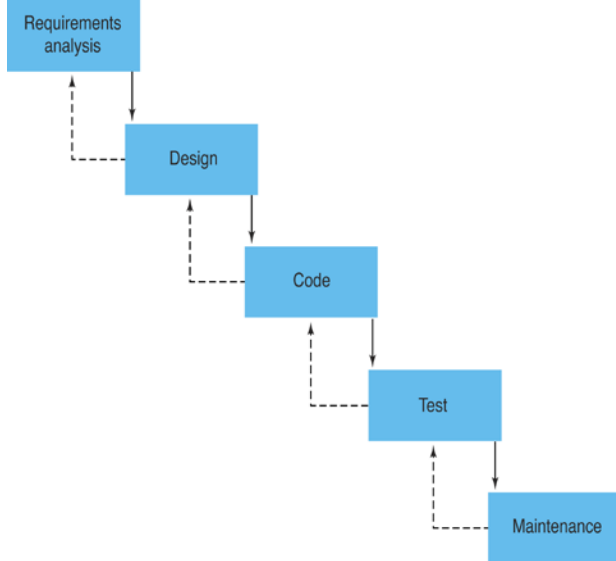 Requirements
analysis
Design
Code
Test
Maintenance